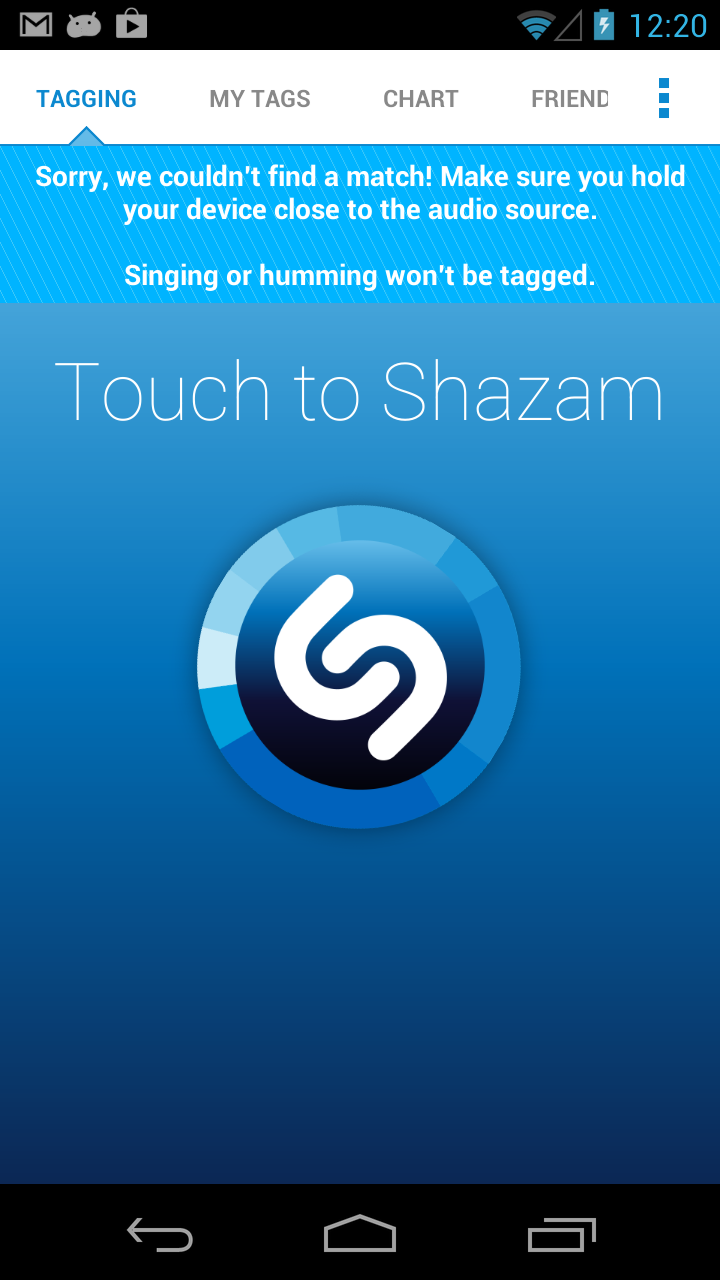 12:20
TAGGING MY TAGS CHART FRIEND
Sorry, we couldn't find a match! Make sure you hold
your device close to the audio source.
Singing or humming won't be tagged.
Touch to Shazam